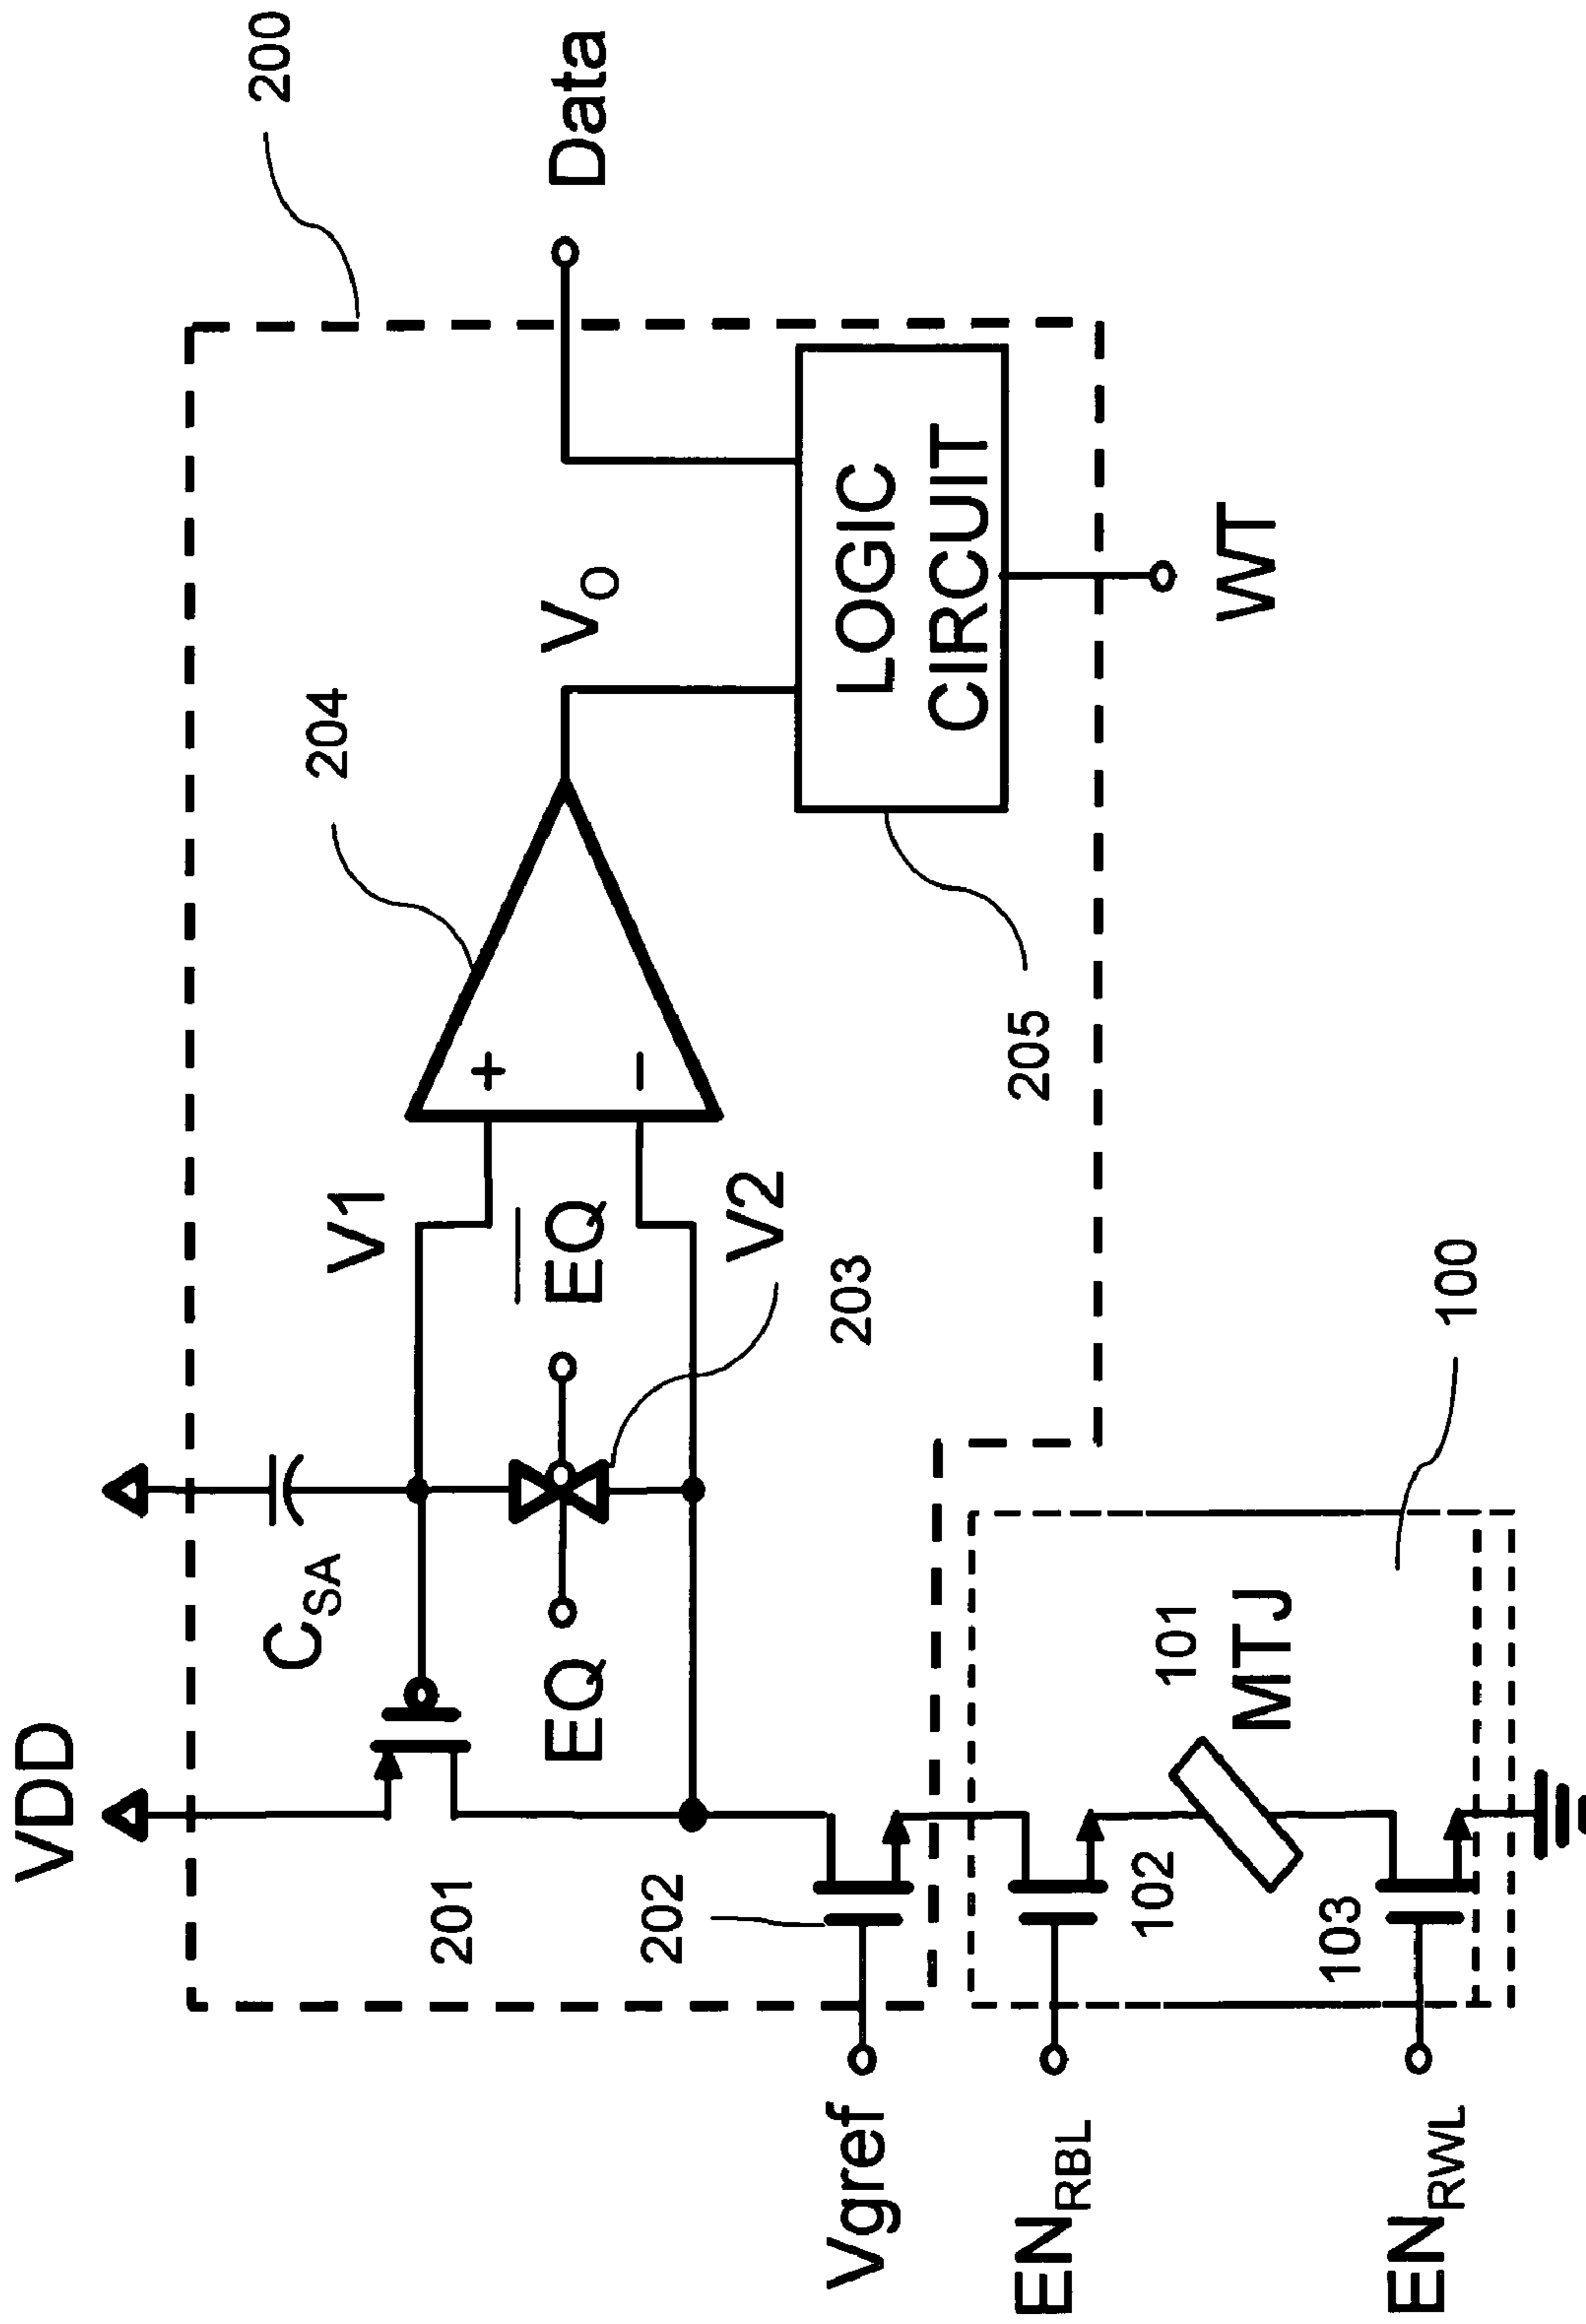 VDD
200
C_SA
V1
204
Data
201
EQ
E̅Q̅
V_O
202
203
V2
LOGIC
CIRCUIT
+
−
Vgref
205
WT
EN_RBL
102
101
MTJ
100
103
EN_RWL